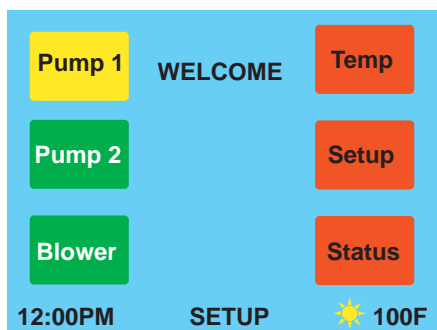 Pump 1 WELCOME Temp
Pump 2 Setup
Blower Status
12:00PM SETUP 100F